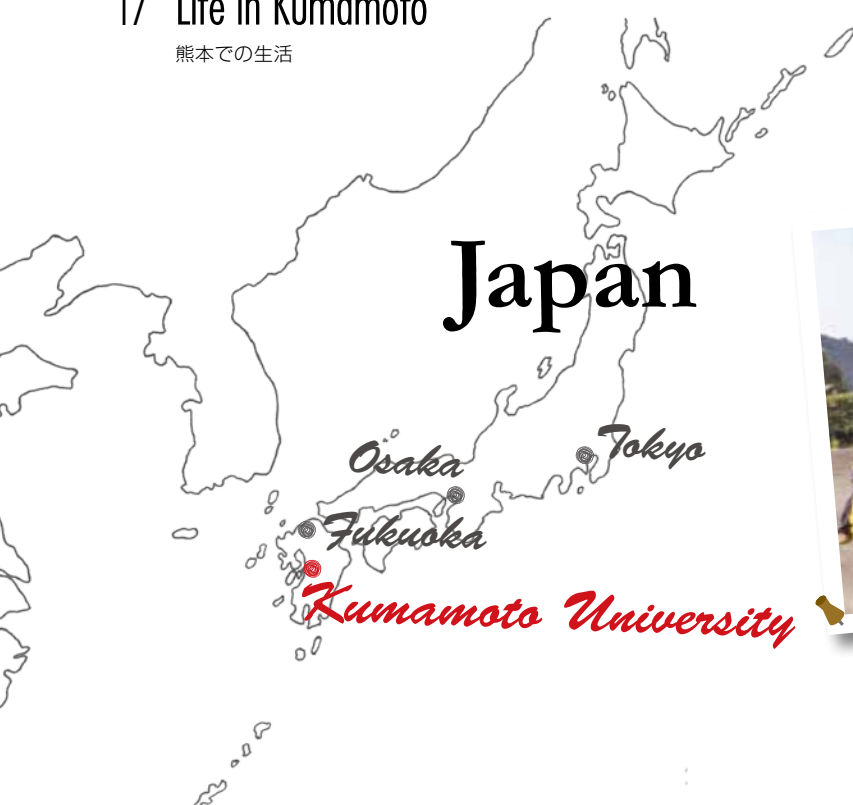 17 Life in Kumamoto
熊本での生活
Japan
Tokyo
Osaka
Fukuoka
Kumamoto University